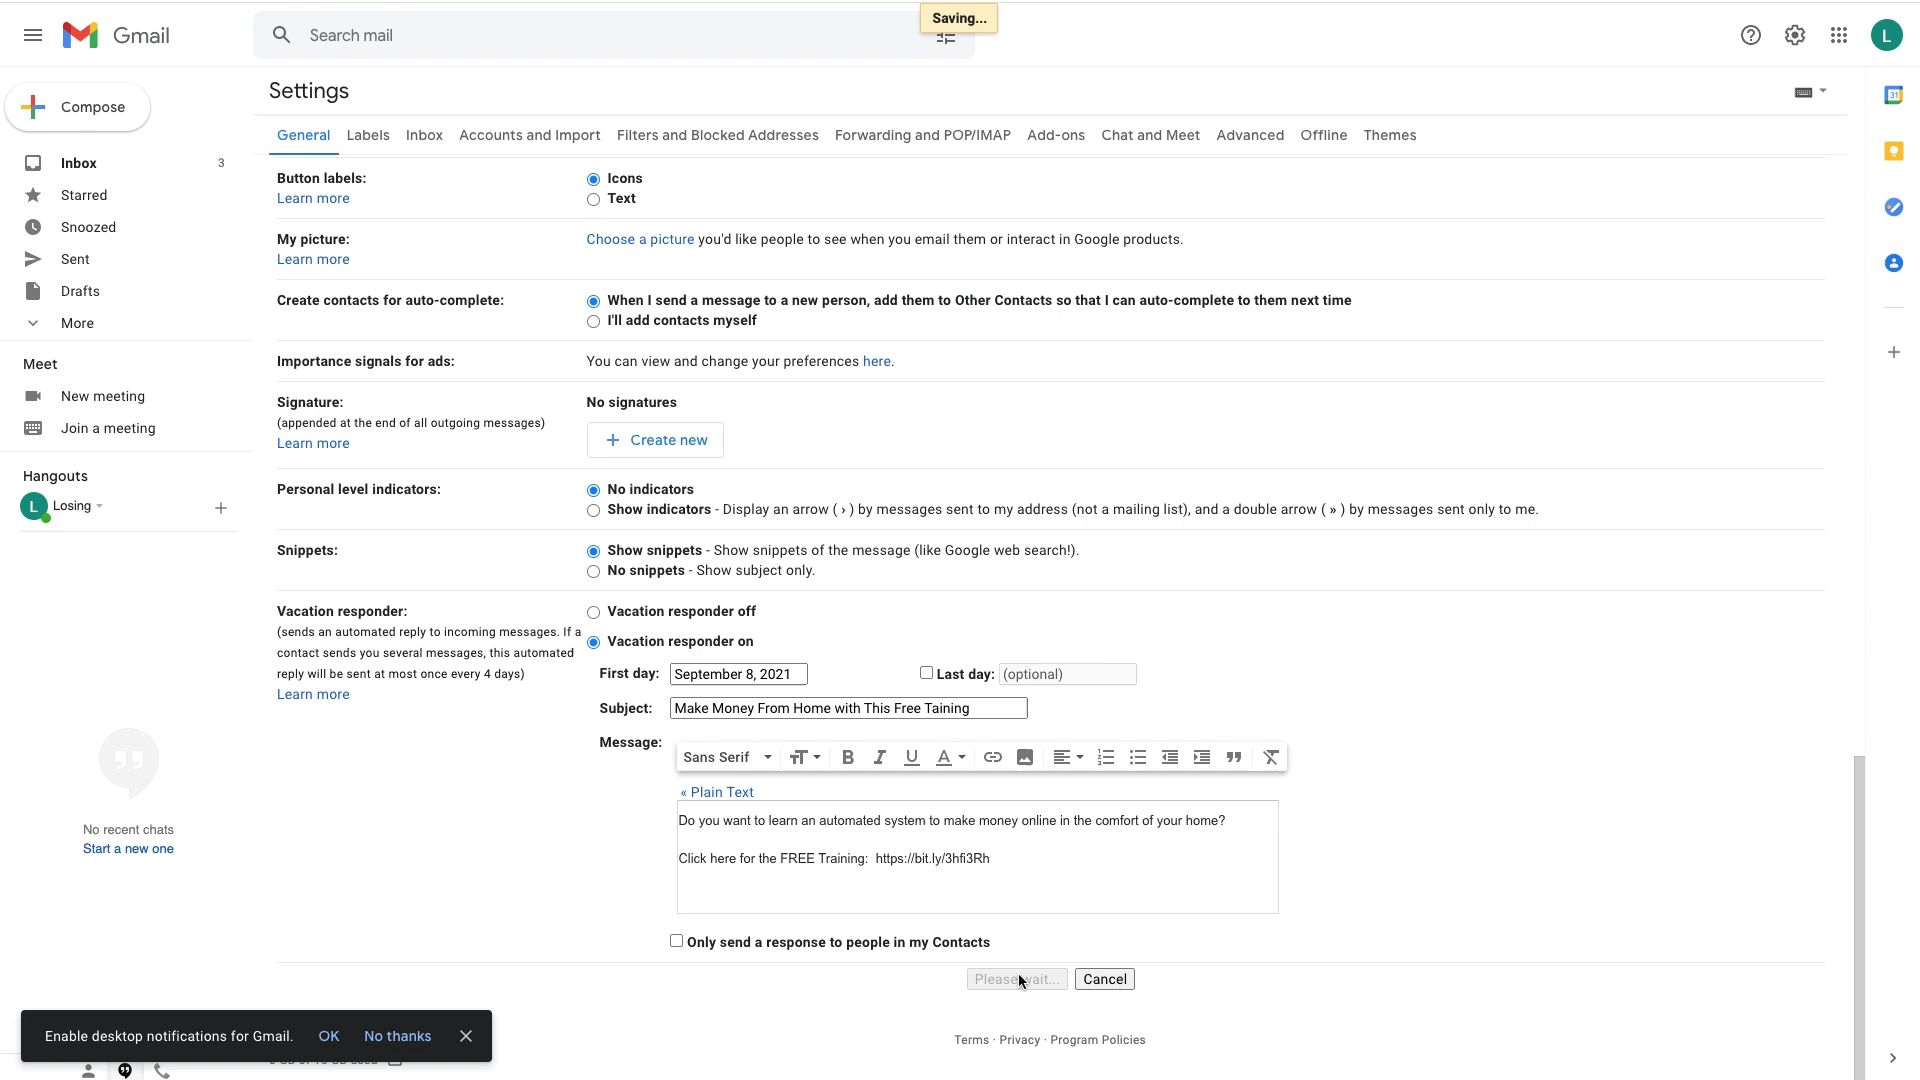 Saving...
Gmail
Search mail
L
Compose
Settings
General Labels Inbox Accounts and Import Filters and Blocked Addresses Forwarding and POP/IMAP Add-ons Chat and Meet Advanced Offline Themes
Inbox 3
Starred
Snoozed
Sent
Drafts
More
Meet
New meeting
Join a meeting
Hangouts
L Losing
No recent chats
Start a new one
Button labels:
Learn more
Icons
Text
My picture:
Learn more
Choose a picture you'd like people to see when you email them or interact in Google products.
Create contacts for auto-complete:
When I send a message to a new person, add them to Other Contacts so that I can auto-complete to them next time
I'll add contacts myself
Importance signals for ads:
You can view and change your preferences here.
Signature:
(appended at the end of all outgoing messages)
Learn more
No signatures
Create new
Personal level indicators:
No indicators
Show indicators - Display an arrow ( › ) by messages sent to my address (not a mailing list), and a double arrow ( » ) by messages sent only to me.
Snippets:
Show snippets - Show snippets of the message (like Google web search!).
No snippets - Show subject only.
Vacation responder:
(sends an automated reply to incoming messages. If a
contact sends you several messages, this automated
reply will be sent at most once every 4 days)
Learn more
Vacation responder off
Vacation responder on
First day: September 8, 2021 Last day: (optional)
Subject: Make Money From Home with This Free Taining
Message:
Sans Serif
« Plain Text
Do you want to learn an automated system to make money online in the comfort of your home?
Click here for the FREE Training: https://bit.ly/3hfi3Rh
Only send a response to people in my Contacts
Please wait... Cancel
Enable desktop notifications for Gmail. OK No thanks
Terms · Privacy · Program Policies
31